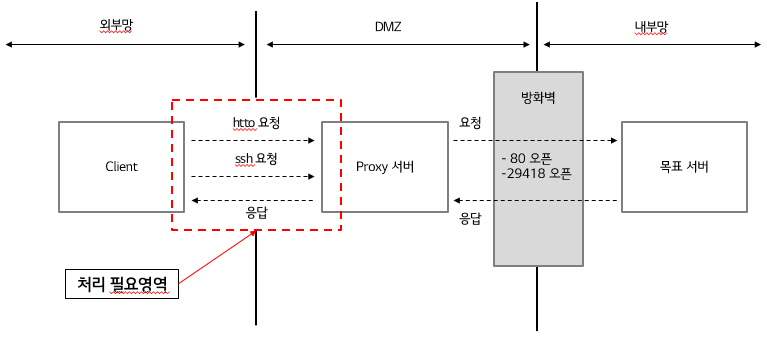 외부망
DMZ
내부망
방화벽
htto 요청
요청
ssh 요청
Client
Proxy 서버
- 80 오픈
-29418 오픈
목표 서버
응답
응답
처리 필요영역